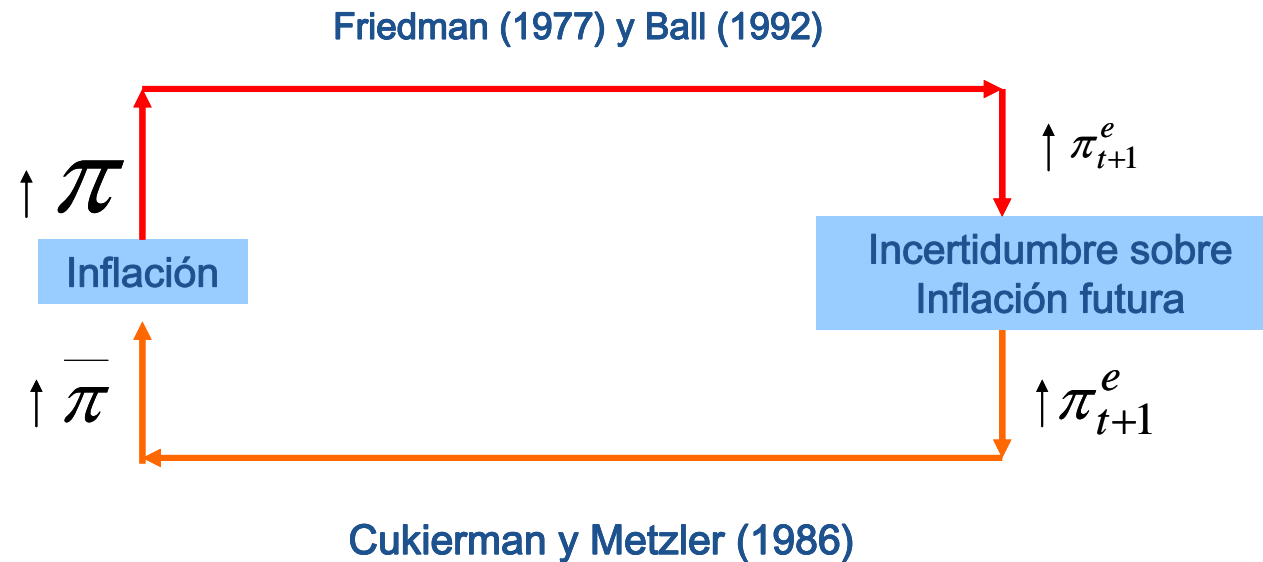 Friedman (1977) y Ball (1992)
↑ π^e_{t+1}
↑ π
Incertidumbre sobre
Inflación futura
Inflación
↑ π̅
↑ π^e_{t+1}
Cukierman y Metzler (1986)